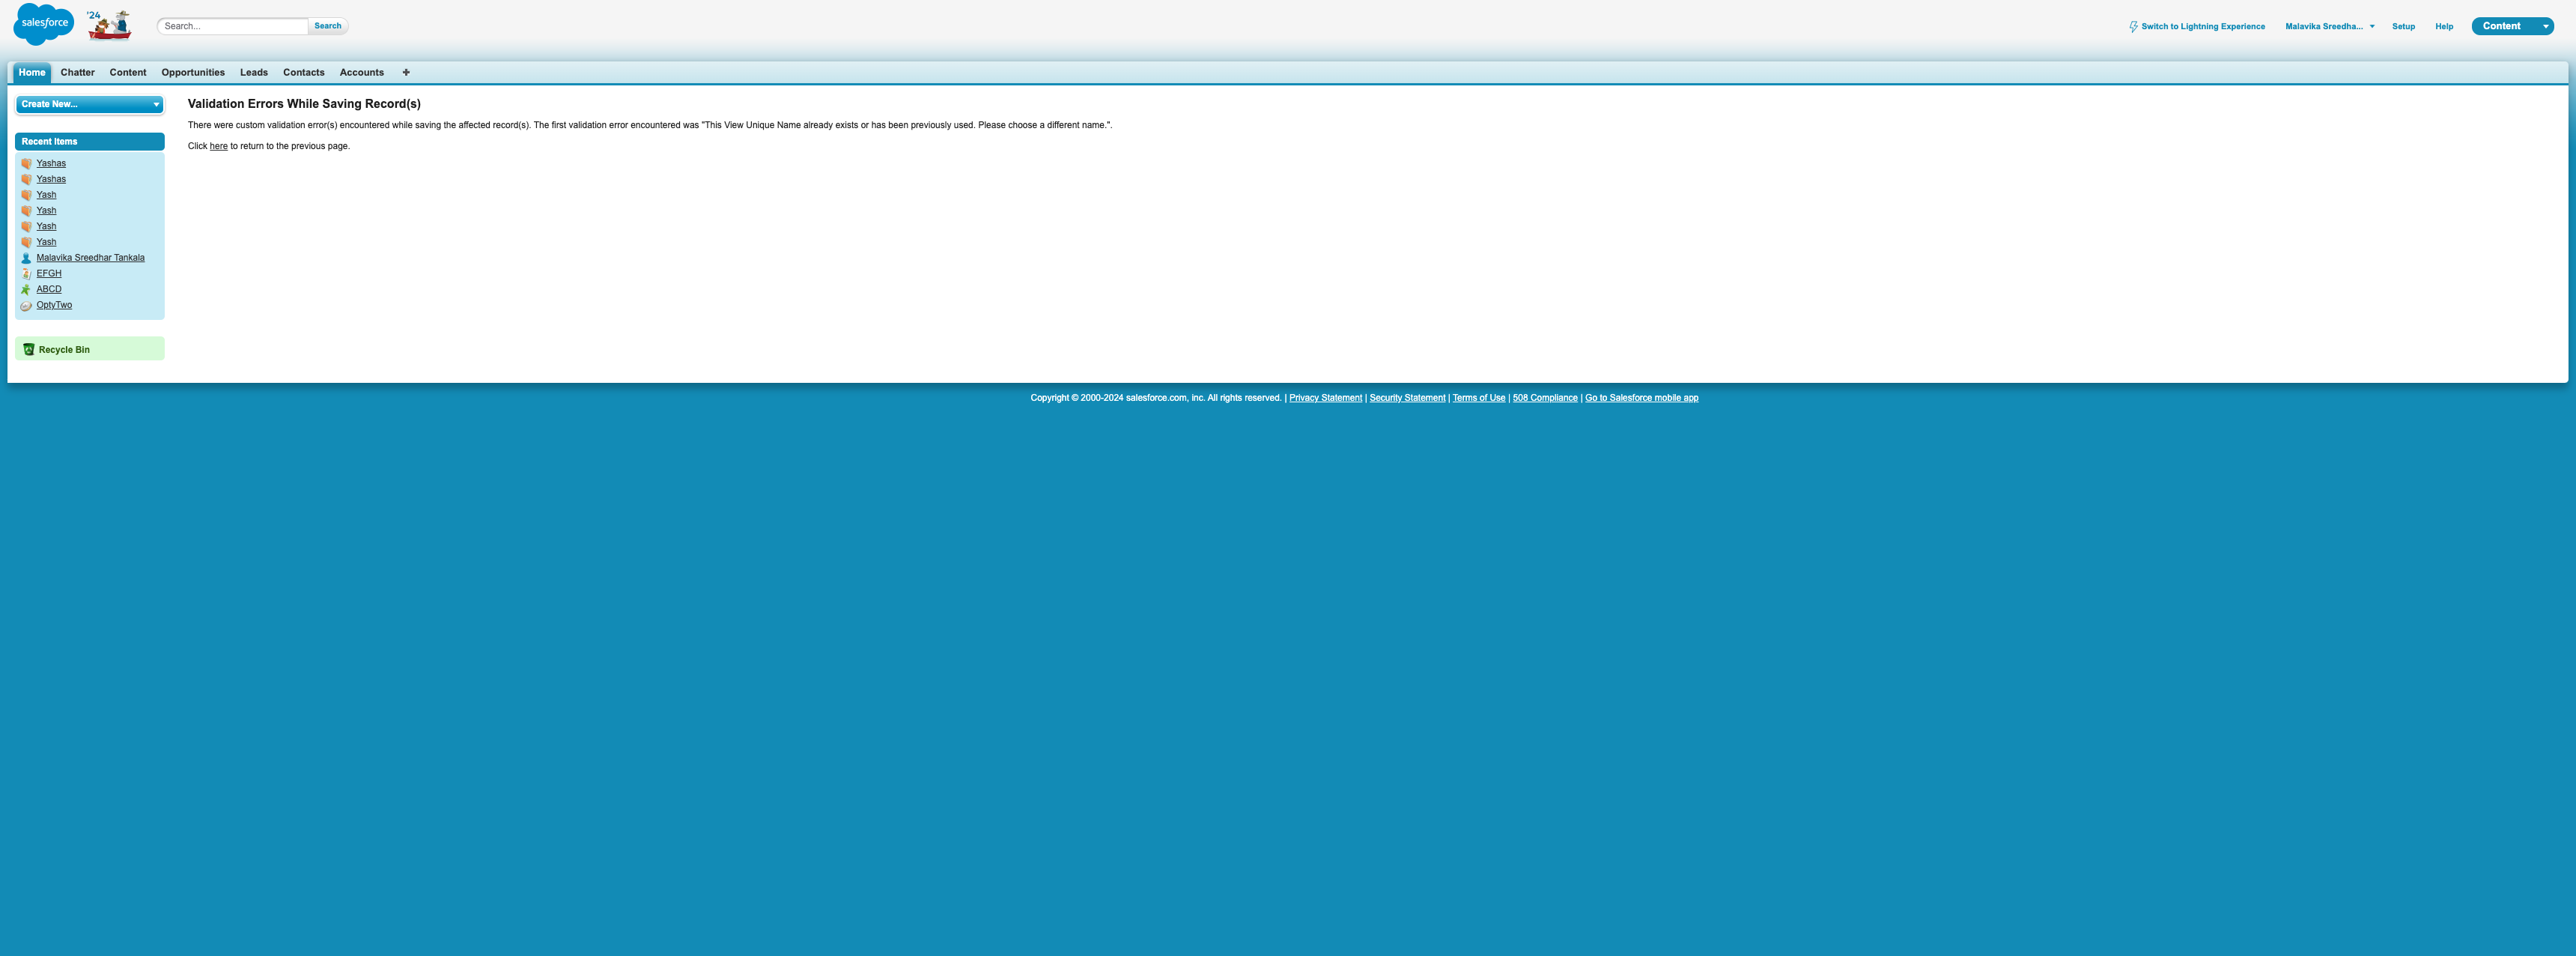 salesforce
'24
Search...
Search
Switch to Lightning Experience
Malavika Sreedha...
Setup
Help
Content
Home
Chatter
Content
Opportunities
Leads
Contacts
Accounts
+
Create New...
Recent Items
Yashas
Yashas
Yash
Yash
Yash
Yash
Malavika Sreedhar Tankala
EFGH
ABCD
OptyTwo
Recycle Bin
Validation Errors While Saving Record(s)
There were custom validation error(s) encountered while saving the affected record(s). The first validation error encountered was "This View Unique Name already exists or has been previously used. Please choose a different name.".
Click here to return to the previous page.
Copyright © 2000-2024 salesforce.com, inc. All rights reserved. | Privacy Statement | Security Statement | Terms of Use | 508 Compliance | Go to Salesforce mobile app